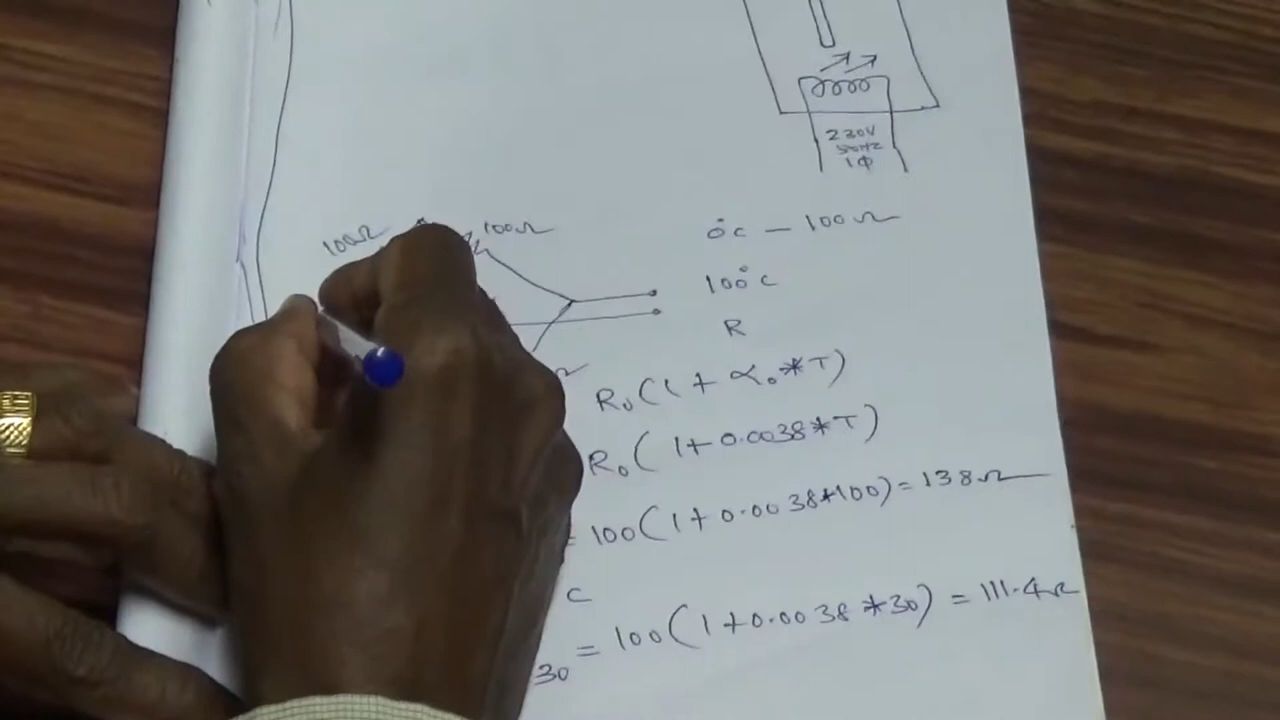 230V
50HZ
1Φ
100Ω
100Ω
0°C — 100Ω
100°C
R
R₀(1 + α₀*T)
R₀(1+0.0038*T)
= 100(1+0.0038*100) = 138Ω
C
30 = 100(1+0.0038*30) = 111.4Ω